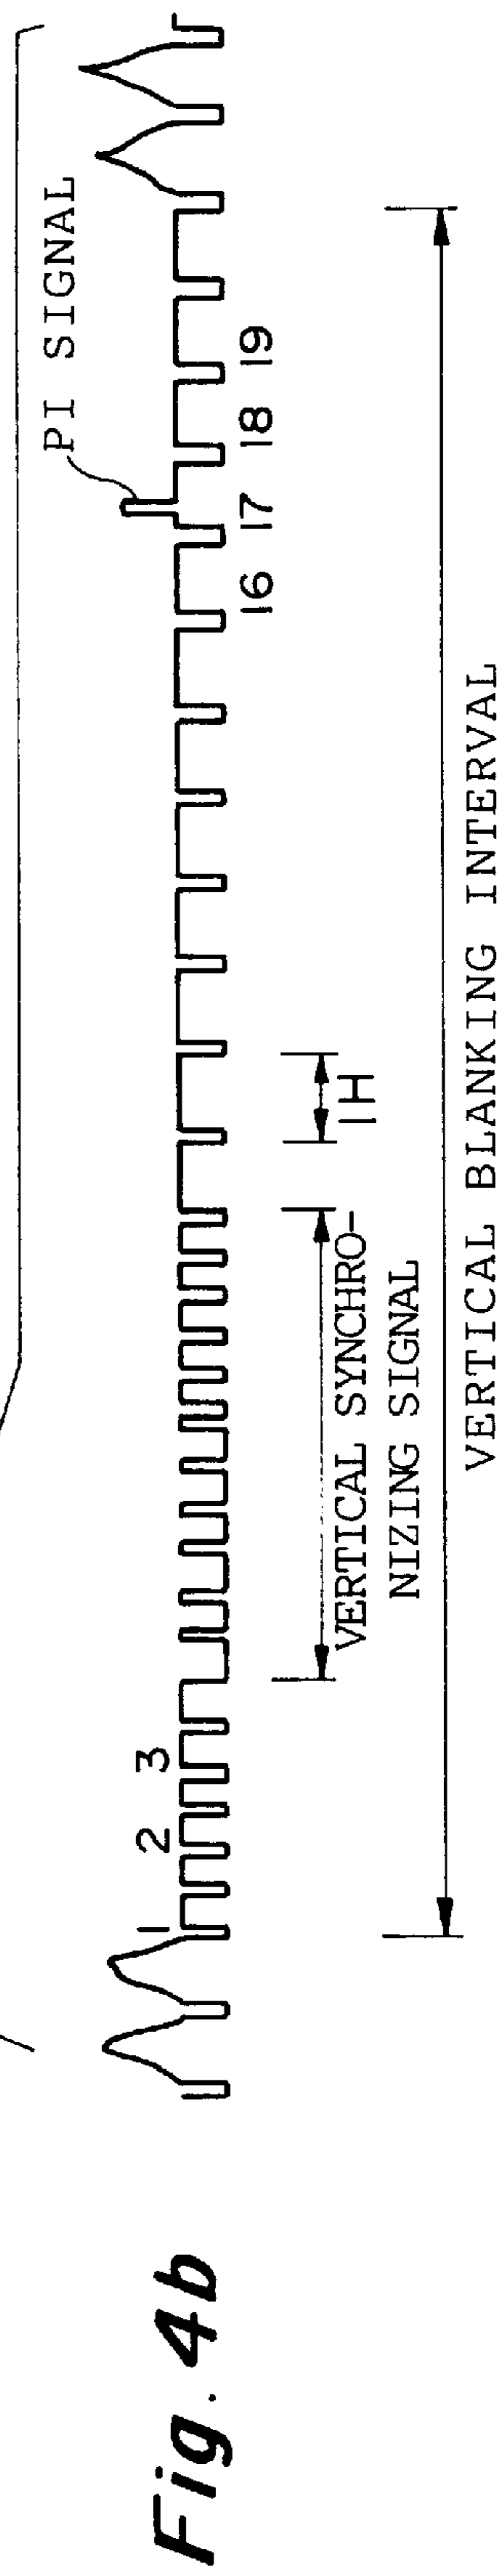 Fig. 4b
1 2 3 16 17 18 19
PI SIGNAL
VERTICAL SYNCHRO-
NIZING SIGNAL
1H
VERTICAL BLANKING INTERVAL